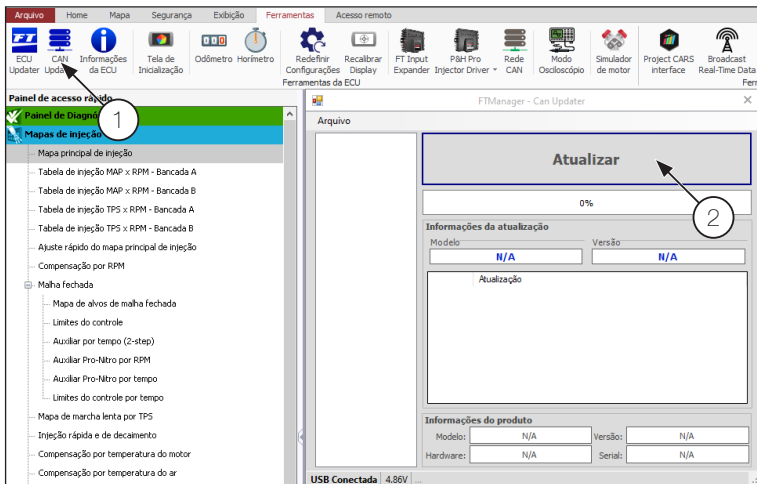 Arquivo Home Mapa Segurança Exibição Ferramentas Acesso remoto
ECU Updater
CAN Updater
Informações da ECU
Tela de Inicialização
Odômetro
Horímetro
Redefinir Configurações
Recalibrar Display
FT Input Expander
P&H Pro Injector Driver
Rede CAN
Modo Osciloscópio
Simulador de motor
Project CARS interface
Broadcast Real-Time Data
Ferramentas da ECU
Ferr
Painel de acesso rápido
Painel de Diagnó
1
Mapas de injeção
Mapa principal de injeção
Tabela de injeção MAP x RPM - Bancada A
Tabela de injeção MAP x RPM - Bancada B
Tabela de injeção TPS x RPM - Bancada A
Tabela de injeção TPS x RPM - Bancada B
Ajuste rápido do mapa principal de injeção
Compensação por RPM
Malha fechada
Mapa de alvos de malha fechada
Limites do controle
Auxiliar por tempo (2-step)
Auxiliar Pro-Nitro por RPM
Auxiliar Pro-Nitro por tempo
Limites do controle por tempo
Mapa de marcha lenta por TPS
Injeção rápida e de decaimento
Compensação por temperatura do motor
Compensação por temperatura do ar
FTManager - Can Updater
Arquivo
Atualizar
2
0%
Informações da atualização
Modelo Versão
N/A N/A
Atualização
Informações do produto
Modelo: N/A Versão: N/A
Hardware: N/A Serial: N/A
USB Conectada 4.86V ...